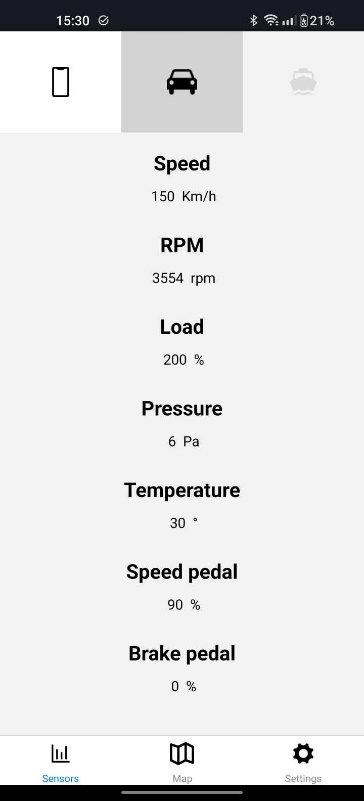 15:30 21%
Speed
150 Km/h
RPM
3554 rpm
Load
200 %
Pressure
6 Pa
Temperature
30 °
Speed pedal
90 %
Brake pedal
0 %
Sensors Map Settings